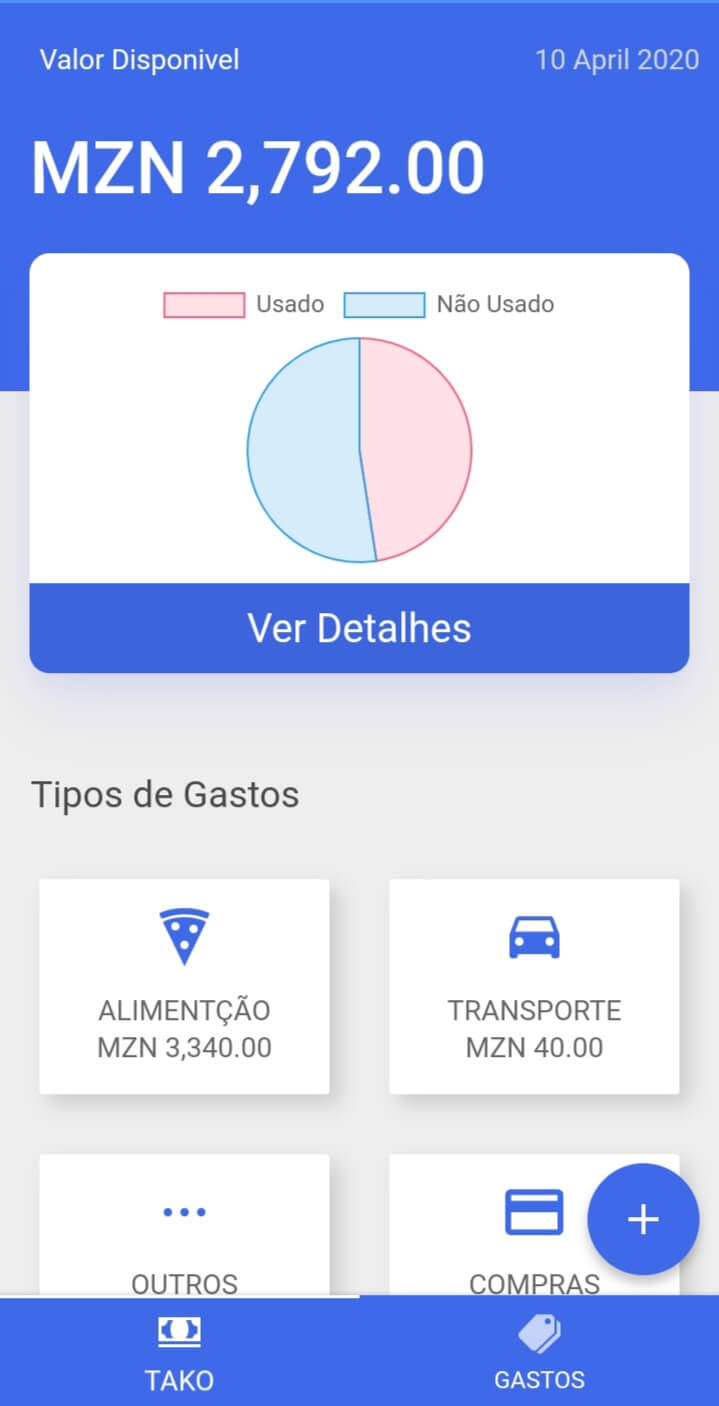 Valor Disponivel 10 April 2020
MZN 2,792.00
Usado Não Usado
Ver Detalhes
Tipos de Gastos
ALIMENTÇÃO TRANSPORTE
MZN 3,340.00 MZN 40.00
OUTROS COMPRAS
TAKO GASTOS